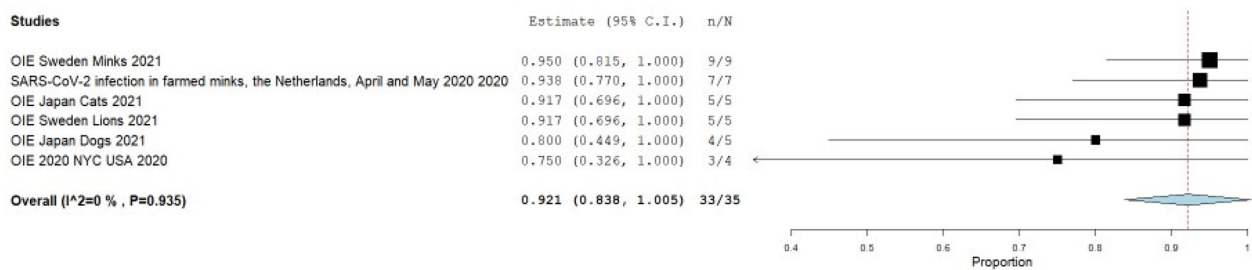 Studies Estimate (95% C.I.) n/N
OIE Sweden Minks 2021 0.950 (0.815, 1.000) 9/9
SARS-CoV-2 infection in farmed minks, the Netherlands, April and May 2020 2020 0.938 (0.770, 1.000) 7/7
OIE Japan Cats 2021 0.917 (0.696, 1.000) 5/5
OIE Sweden Lions 2021 0.917 (0.696, 1.000) 5/5
OIE Japan Dogs 2021 0.800 (0.449, 1.000) 4/5
OIE 2020 NYC USA 2020 0.750 (0.326, 1.000) 3/4
Overall (I^2=0 % , P=0.935) 0.921 (0.838, 1.005) 33/35
0.4 0.5 0.6 0.7 0.8 0.9 1
Proportion